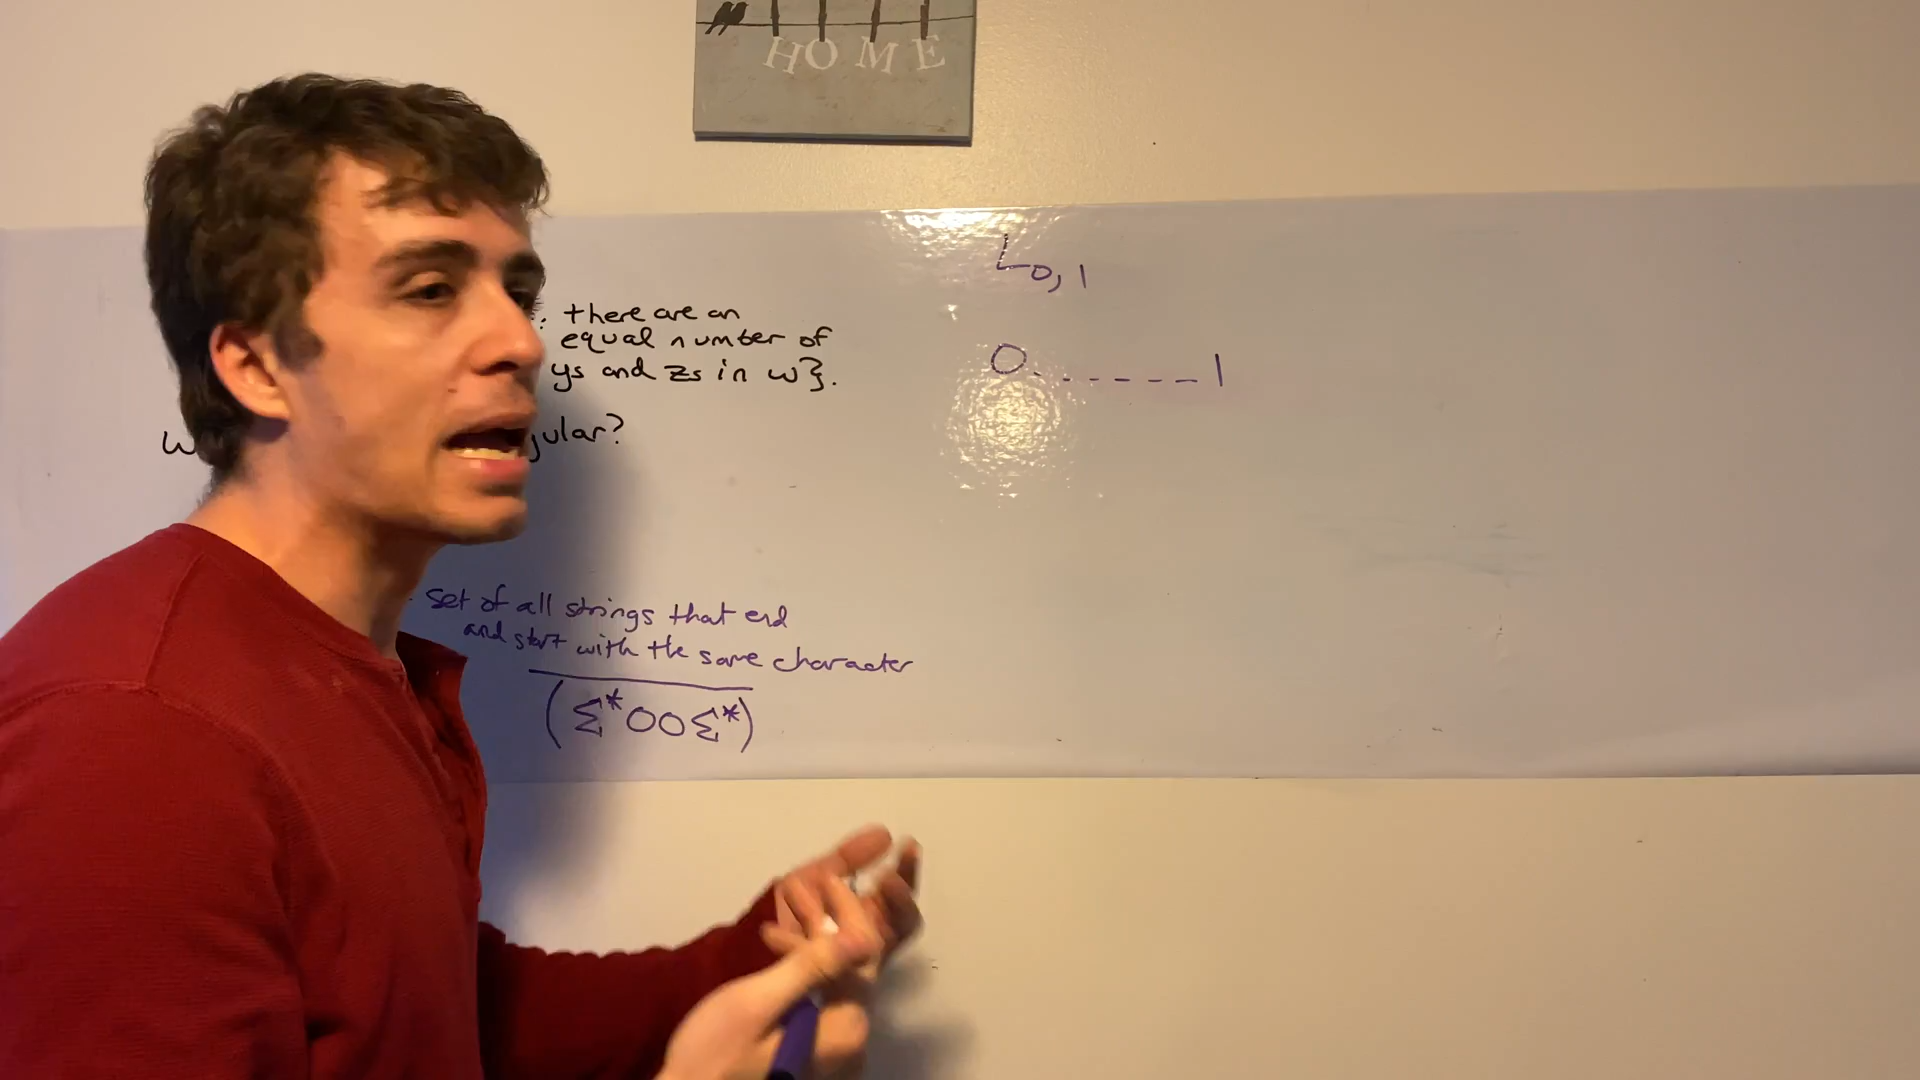 HOME
L0,1
: there are an
equal number of
ys and zs in w}.
0.------1
gular?
set of all strings that end
and start with the same character
(Σ*00Σ*)